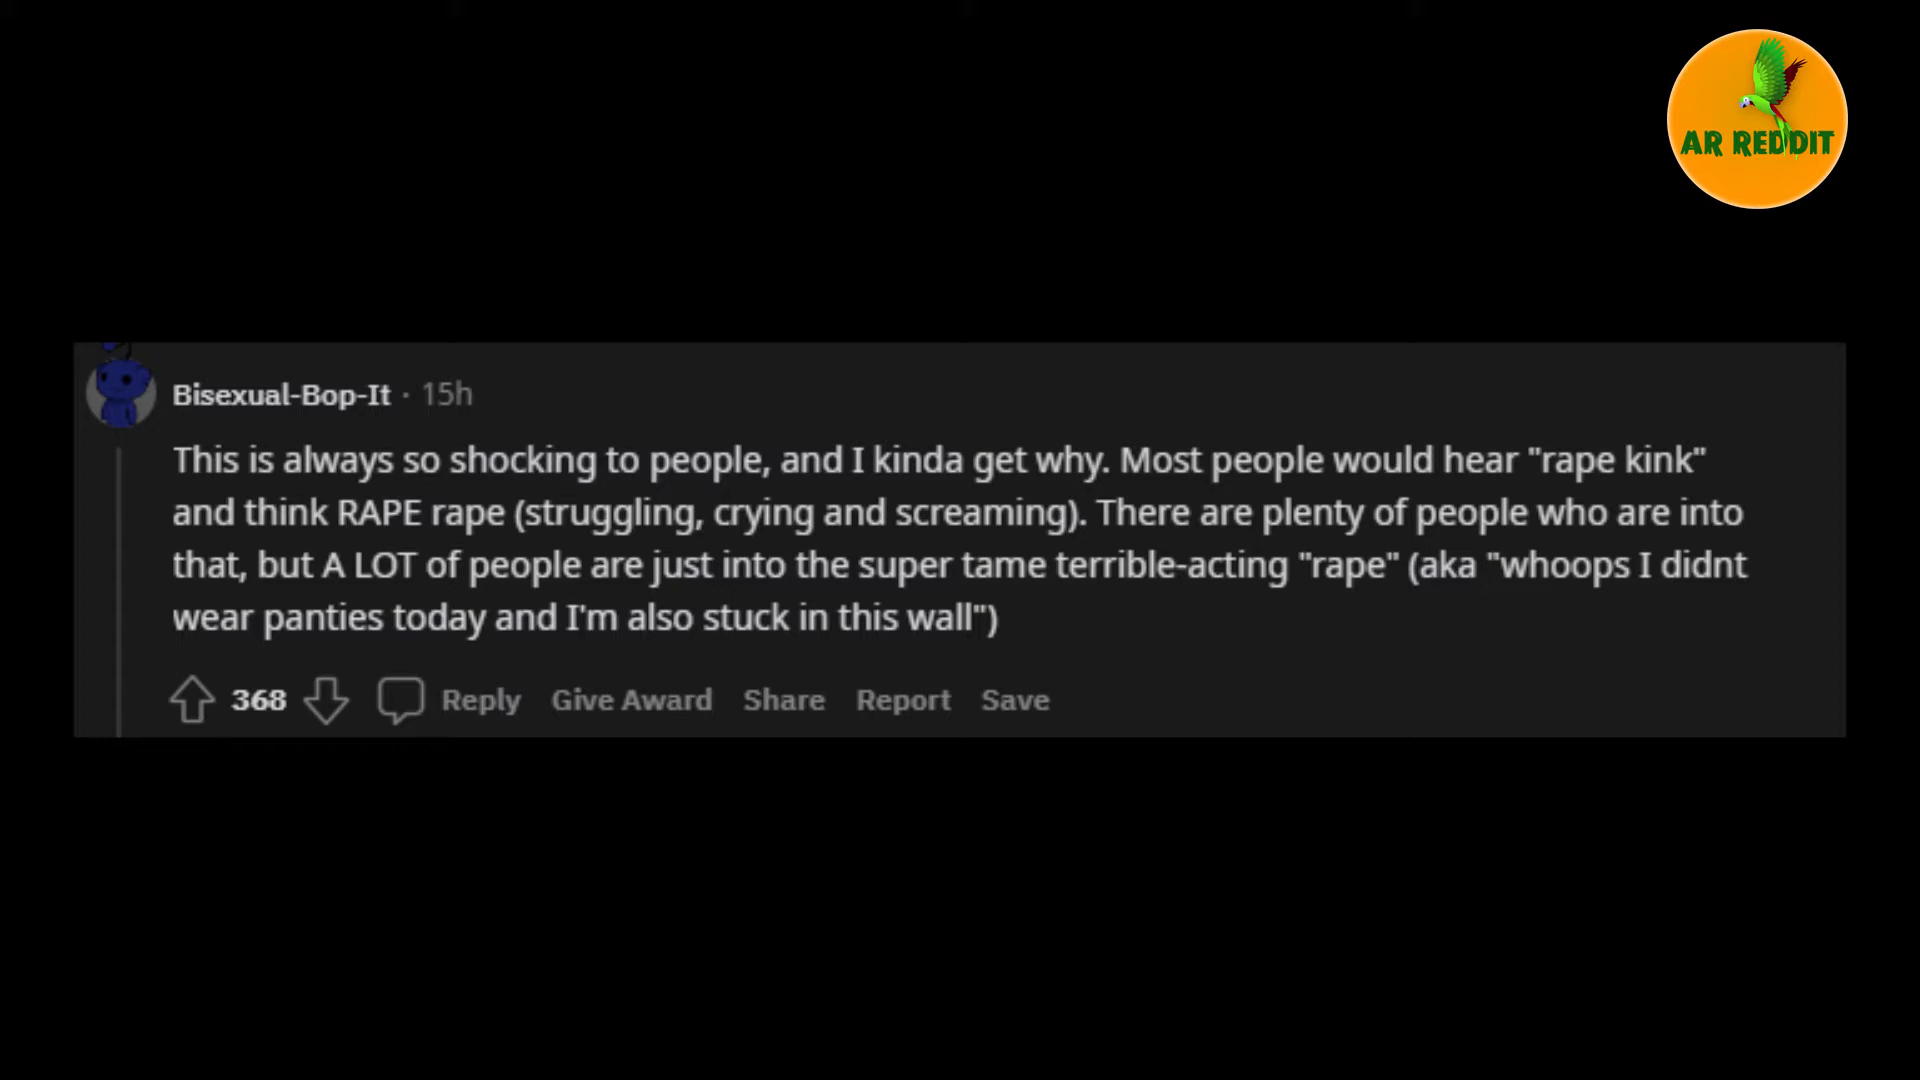 AR REDDIT
Bisexual-Bop-It · 15h
This is always so shocking to people, and I kinda get why. Most people would hear "rape kink"
and think RAPE rape (struggling, crying and screaming). There are plenty of people who are into
that, but A LOT of people are just into the super tame terrible-acting "rape" (aka "whoops I didnt
wear panties today and I'm also stuck in this wall")
368 Reply Give Award Share Report Save